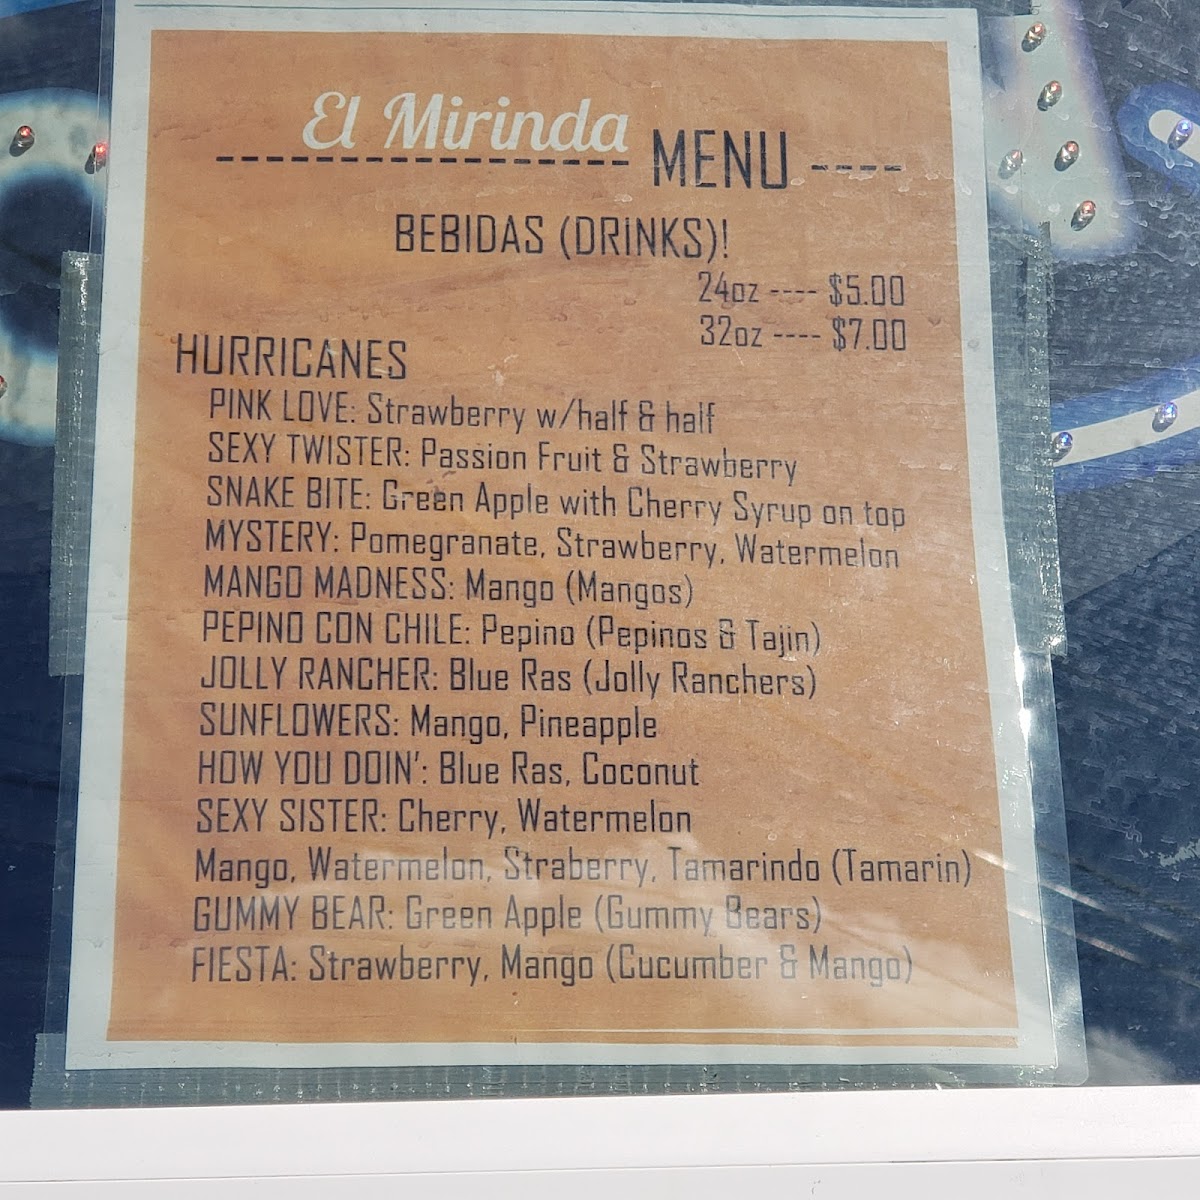 El Mirinda
---------------- MENU ----
BEBIDAS (DRINKS)!
24oz ---- $5.00
32oz ---- $7.00
HURRICANES
PINK LOVE: Strawberry w/half & half
SEXY TWISTER: Passion Fruit & Strawberry
SNAKE BITE: Green Apple with Cherry Syrup on top
MYSTERY: Pomegranate, Strawberry, Watermelon
MANGO MADNESS: Mango (Mangos)
PEPINO CON CHILE: Pepino (Pepinos & Tajin)
JOLLY RANCHER: Blue Ras (Jolly Ranchers)
SUNFLOWERS: Mango, Pineapple
HOW YOU DOIN': Blue Ras, Coconut
SEXY SISTER: Cherry, Watermelon
Mango, Watermelon, Straberry, Tamarindo (Tamarin)
GUMMY BEAR: Green Apple (Gummy Bears)
FIESTA: Strawberry, Mango (Cucumber & Mango)